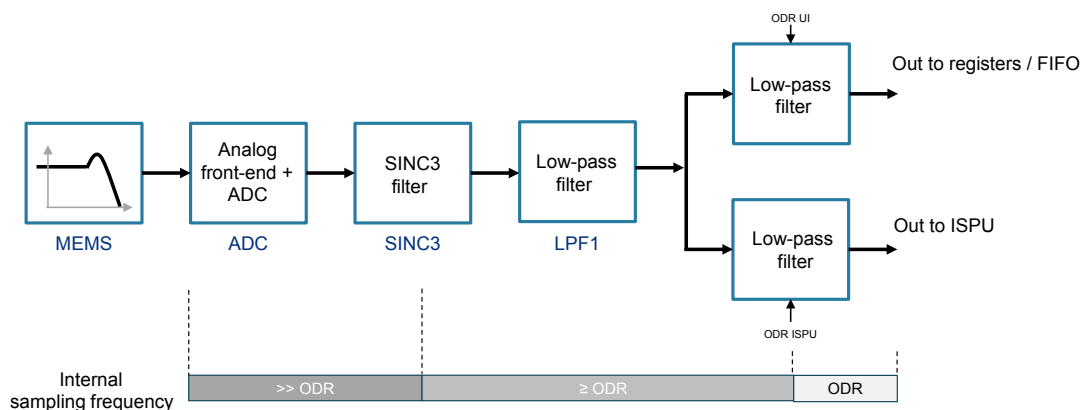 ODR UI
Low-pass
filter
Out to registers / FIFO
Analog
front-end +
ADC
SINC3
filter
Low-pass
filter
MEMS
ADC
SINC3
LPF1
Low-pass
filter
Out to ISPU
ODR ISPU
Internal
sampling frequency
>> ODR
≥ ODR
ODR